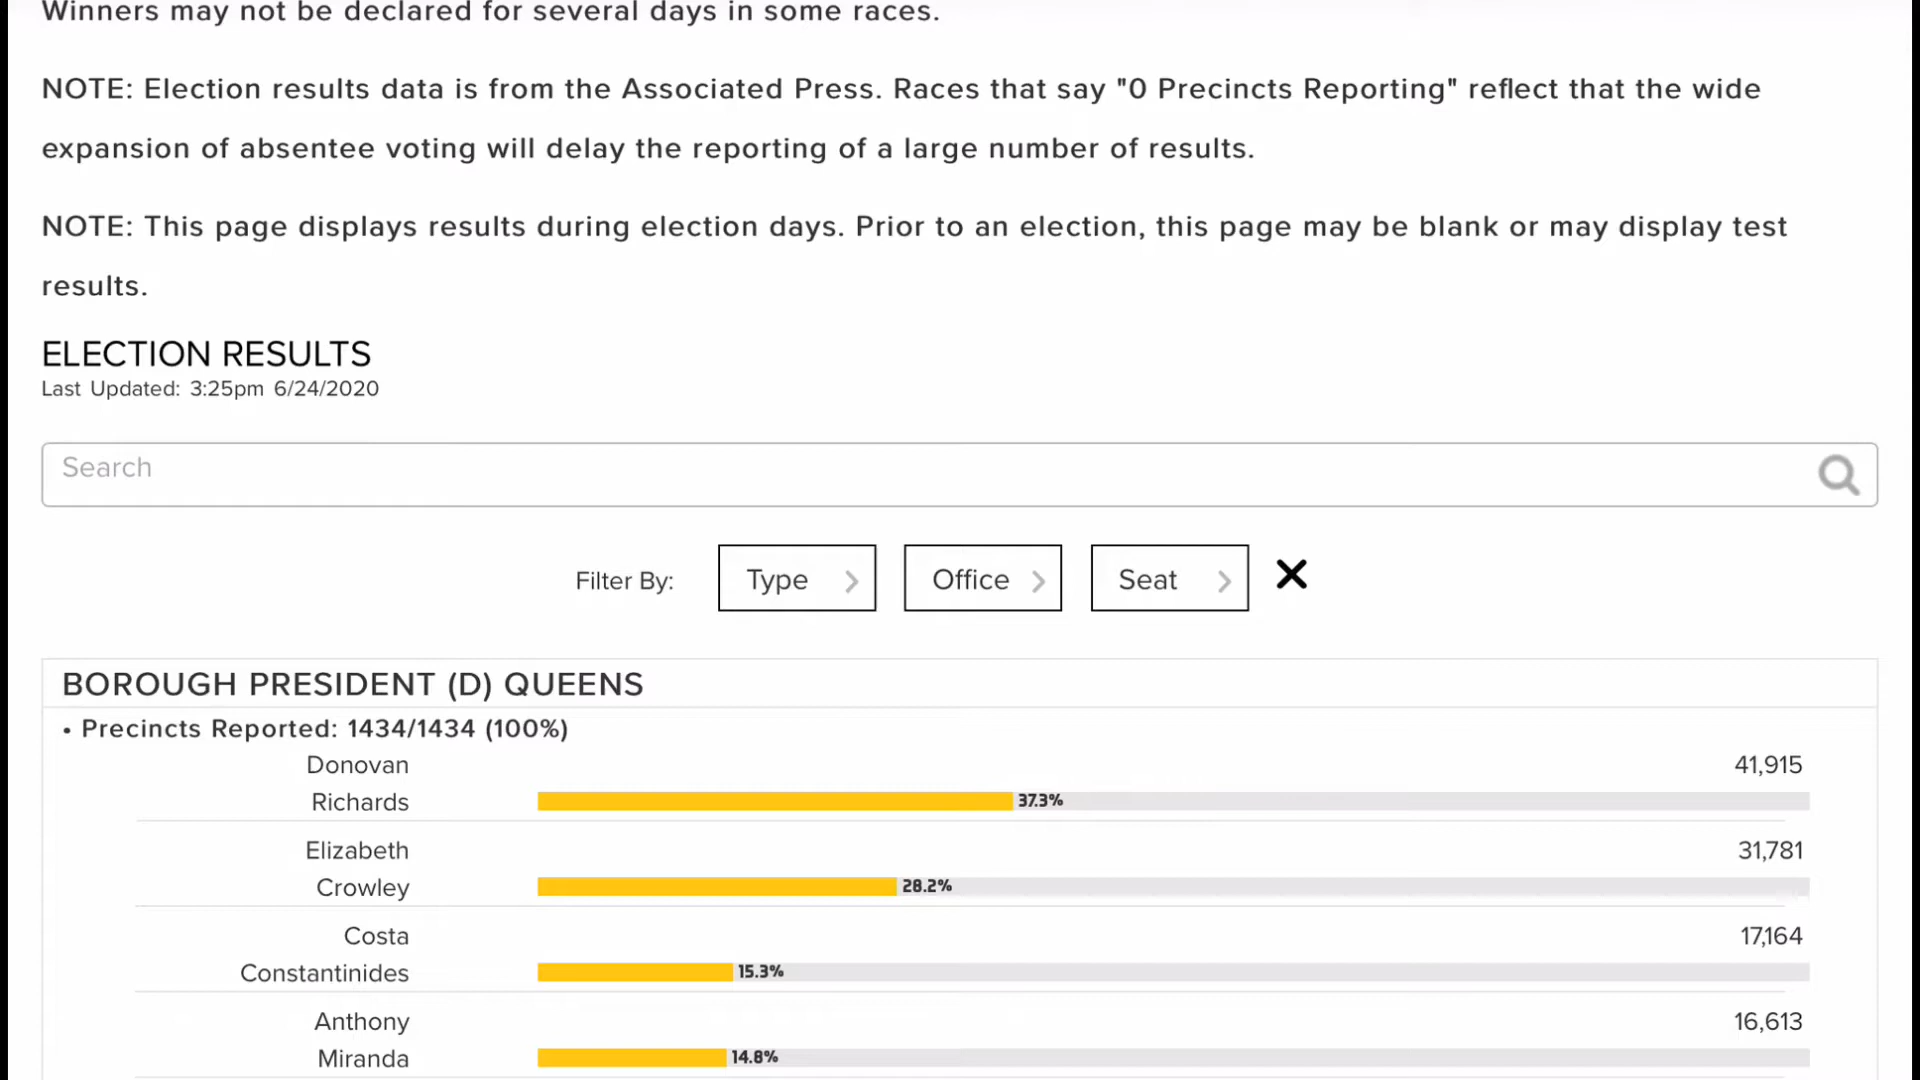 Winners may not be declared for several days in some races.
NOTE: Election results data is from the Associated Press. Races that say "0 Precincts Reporting" reflect that the wide
expansion of absentee voting will delay the reporting of a large number of results.
NOTE: This page displays results during election days. Prior to an election, this page may be blank or may display test
results.
ELECTION RESULTS
Last Updated: 3:25pm 6/24/2020
Search
Filter By: Type Office Seat
BOROUGH PRESIDENT (D) QUEENS
• Precincts Reported: 1434/1434 (100%)
Donovan 41,915
Richards 37.3%
Elizabeth 31,781
Crowley 28.2%
Costa 17,164
Constantinides 15.3%
Anthony 16,613
Miranda 14.8%